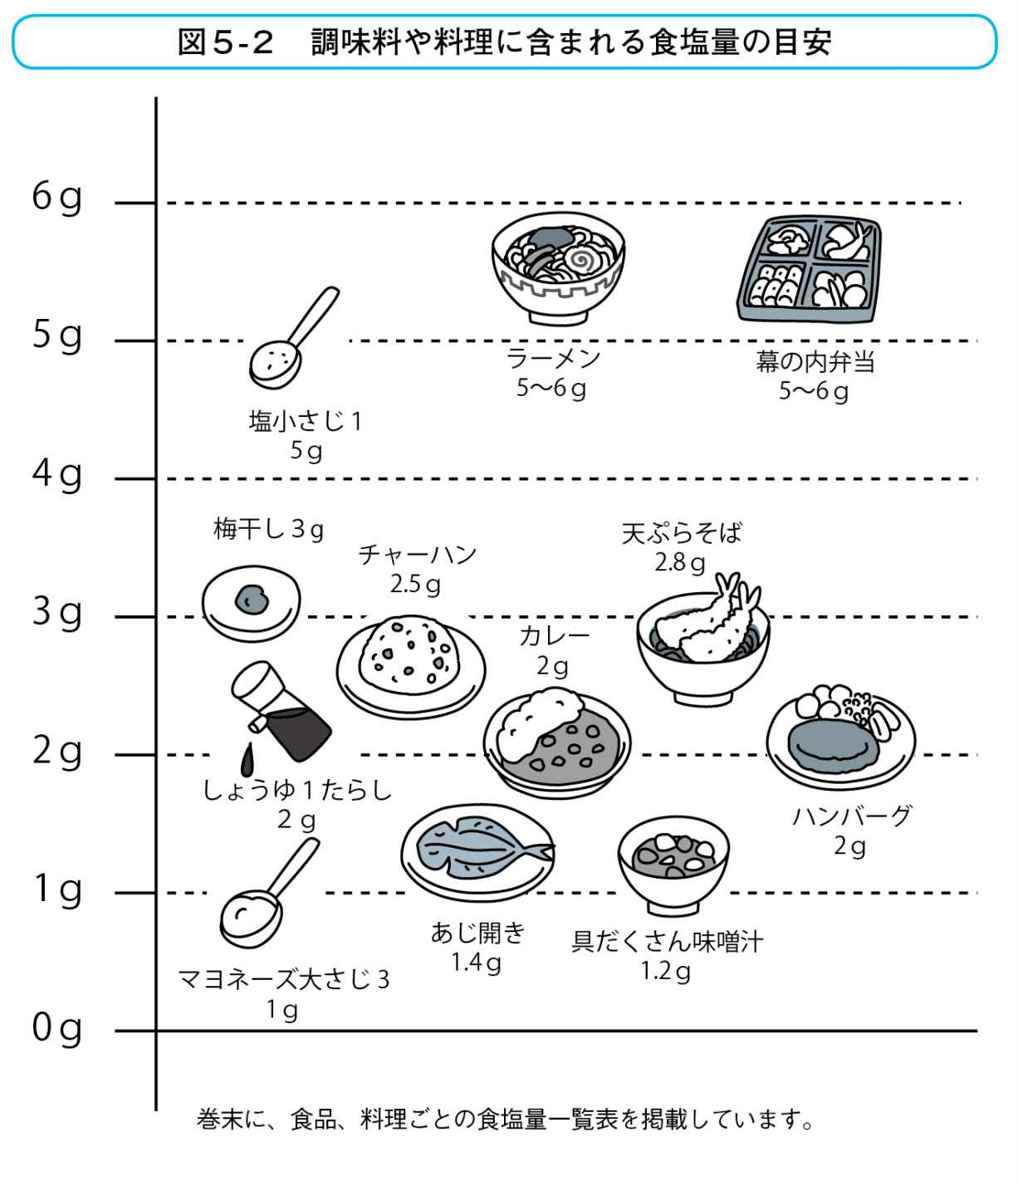 図5-2　調味料や料理に含まれる食塩量の目安
6g
5g
4g
3g
2g
1g
0g
ラーメン
5〜6g
幕の内弁当
5〜6g
塩小さじ1
5g
梅干し3g
チャーハン
2.5g
天ぷらそば
2.8g
カレー
2g
しょうゆ1たらし
2g
ハンバーグ
2g
あじ開き
1.4g
具だくさん味噌汁
1.2g
マヨネーズ大さじ3
1g
巻末に、食品、料理ごとの食塩量一覧表を掲載しています。